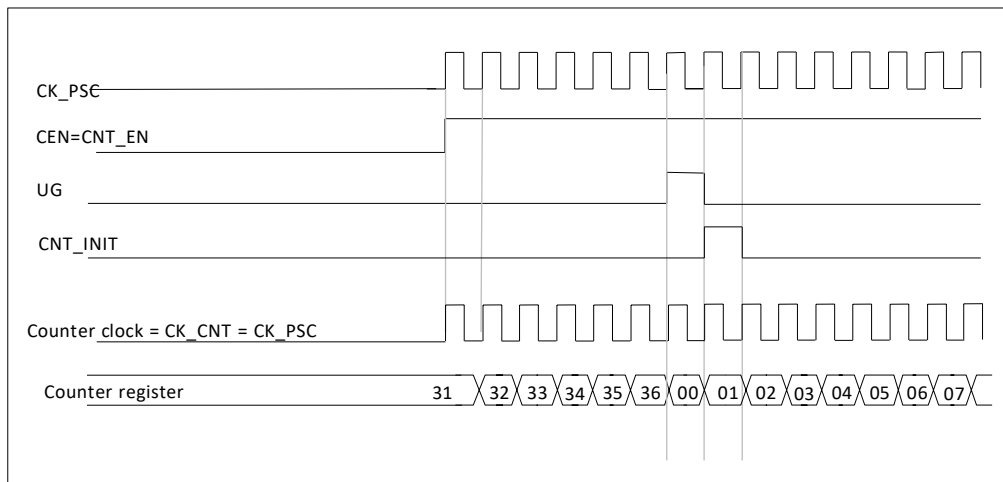 CK_PSC
CEN=CNT_EN
UG
CNT_INIT
Counter clock = CK_CNT = CK_PSC
Counter register 31 32 33 34 35 36 00 01 02 03 04 05 06 07